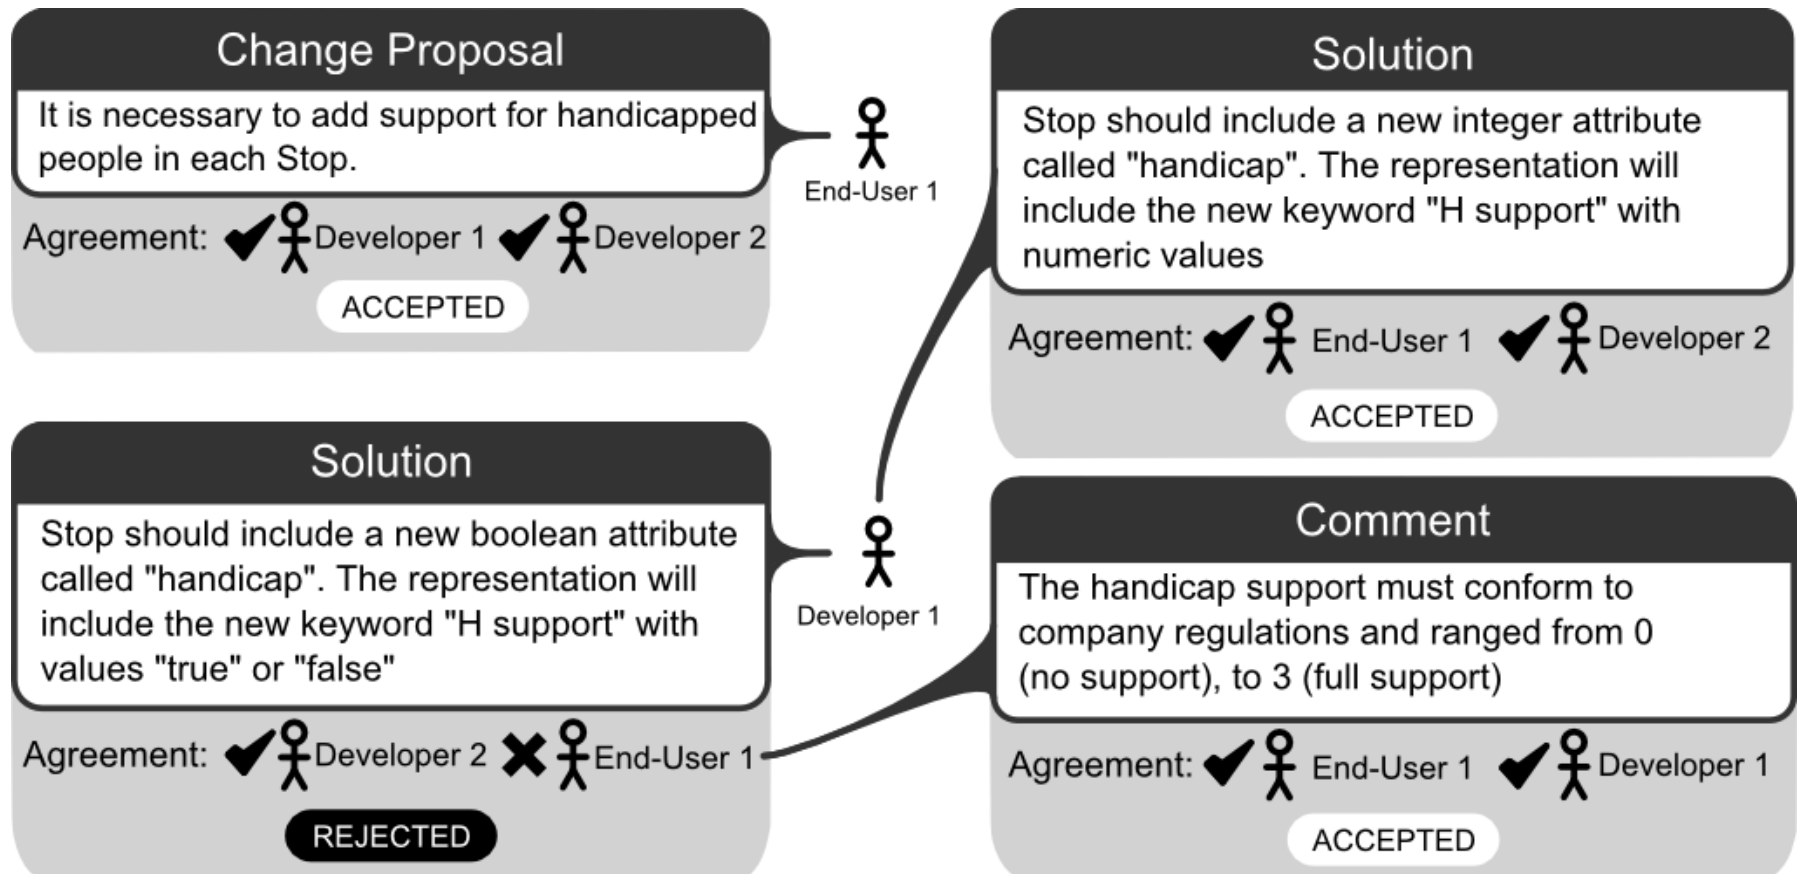 Change Proposal
It is necessary to add support for handicapped
people in each Stop.
Agreement: Developer 1 Developer 2
ACCEPTED
End-User 1
Solution
Stop should include a new boolean attribute
called "handicap". The representation will
include the new keyword "H support" with
values "true" or "false"
Agreement: Developer 2 End-User 1
REJECTED
Developer 1
Solution
Stop should include a new integer attribute
called "handicap". The representation will
include the new keyword "H support" with
numeric values
Agreement: End-User 1 Developer 2
ACCEPTED
Comment
The handicap support must conform to
company regulations and ranged from 0
(no support), to 3 (full support)
Agreement: End-User 1 Developer 1
ACCEPTED